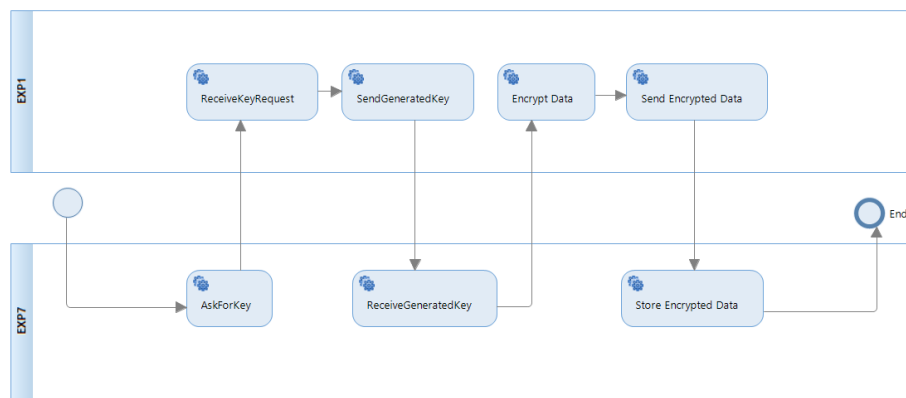 EXP1
ReceiveKeyRequest
SendGeneratedKey
Encrypt Data
Send Encrypted Data
End
EXP7
AskForKey
ReceiveGeneratedKey
Store Encrypted Data